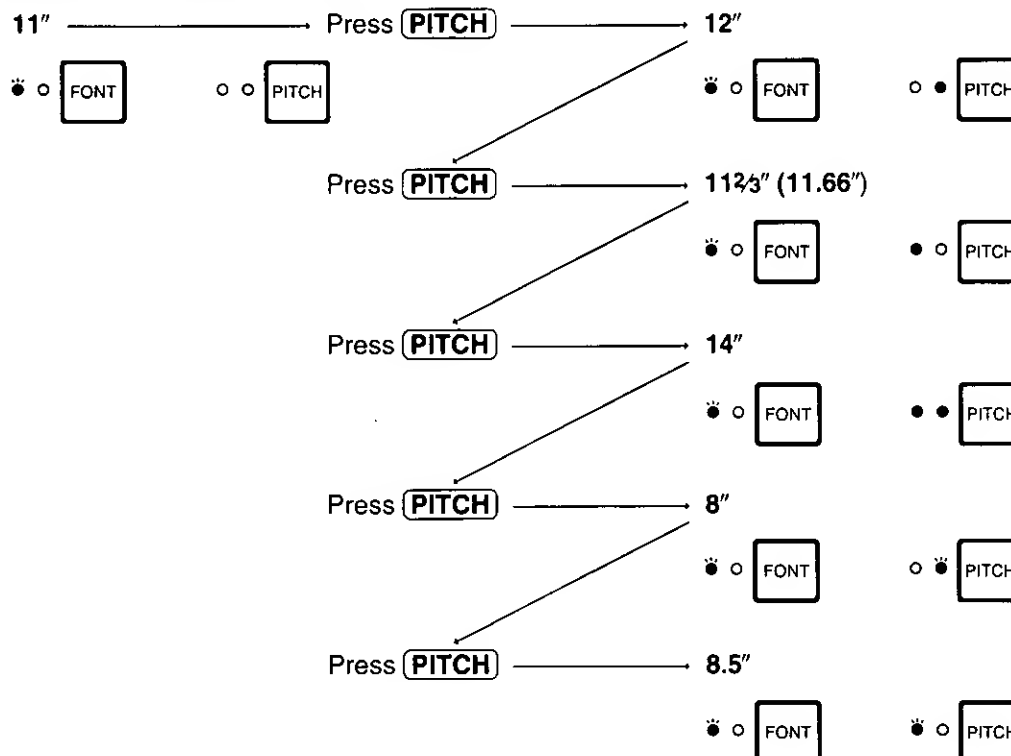 11″ Press PITCH 12″
FONT PITCH FONT PITCH
Press PITCH 11⅔″ (11.66″)
FONT PITCH
Press PITCH 14″
FONT PITCH
Press PITCH 8″
FONT PITCH
Press PITCH 8.5″
FONT PITCH